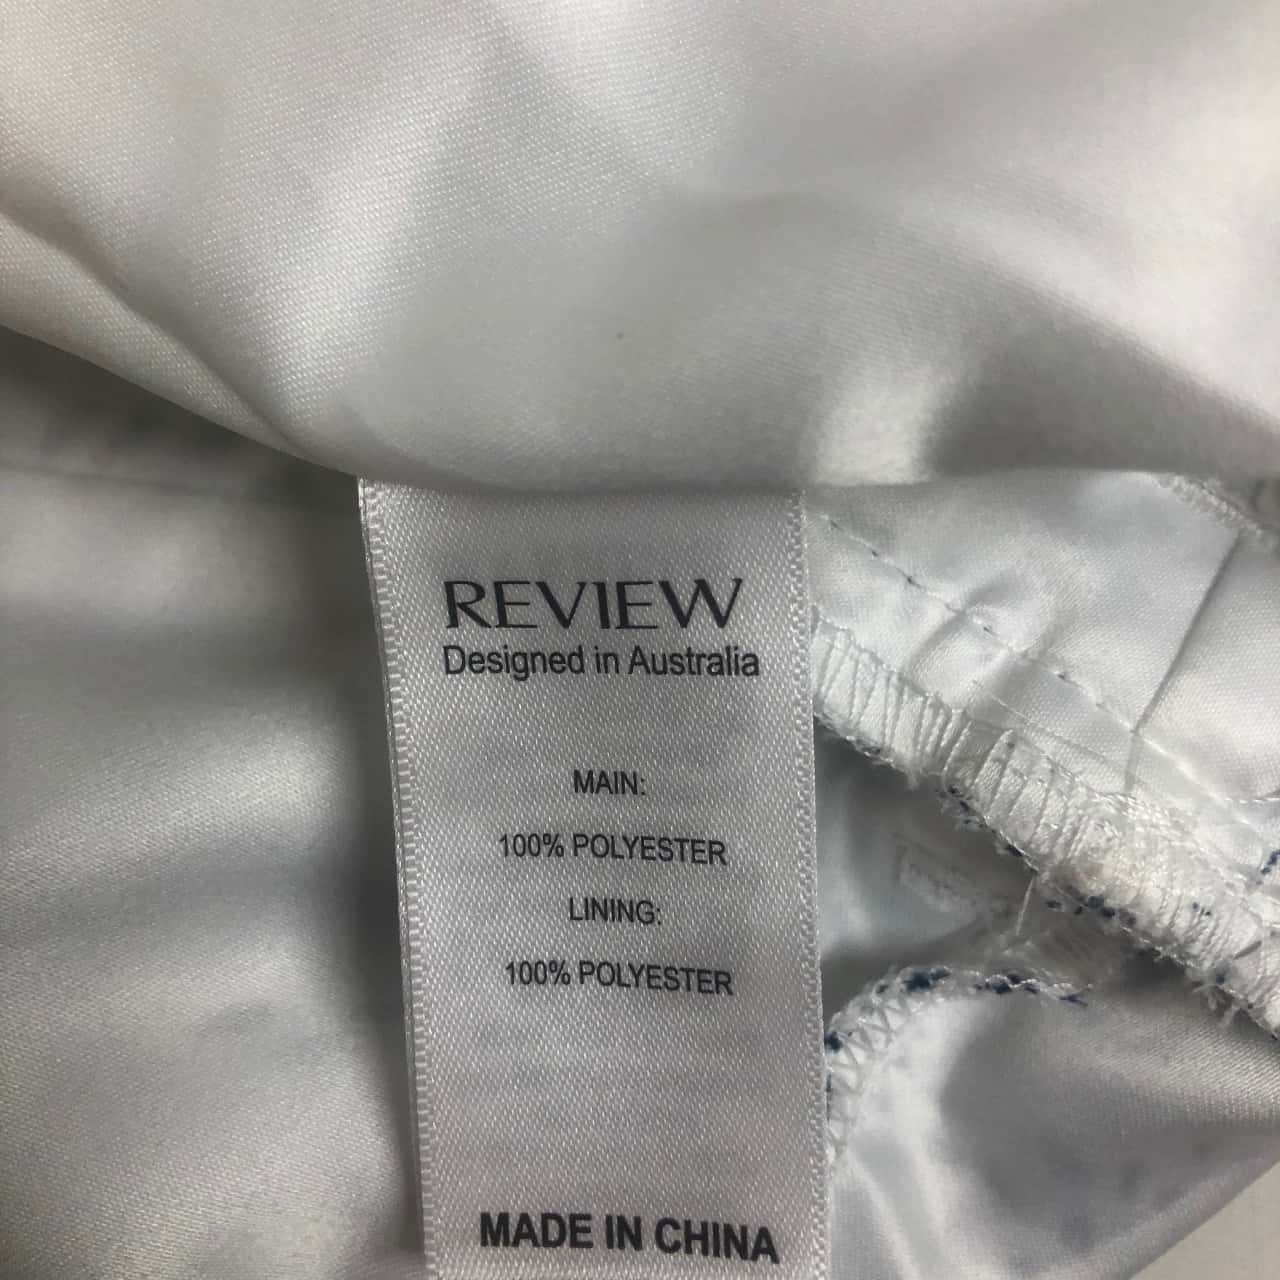 REVIEW
Designed in Australia
MAIN:
100% POLYESTER
LINING:
100% POLYESTER
MADE IN CHINA